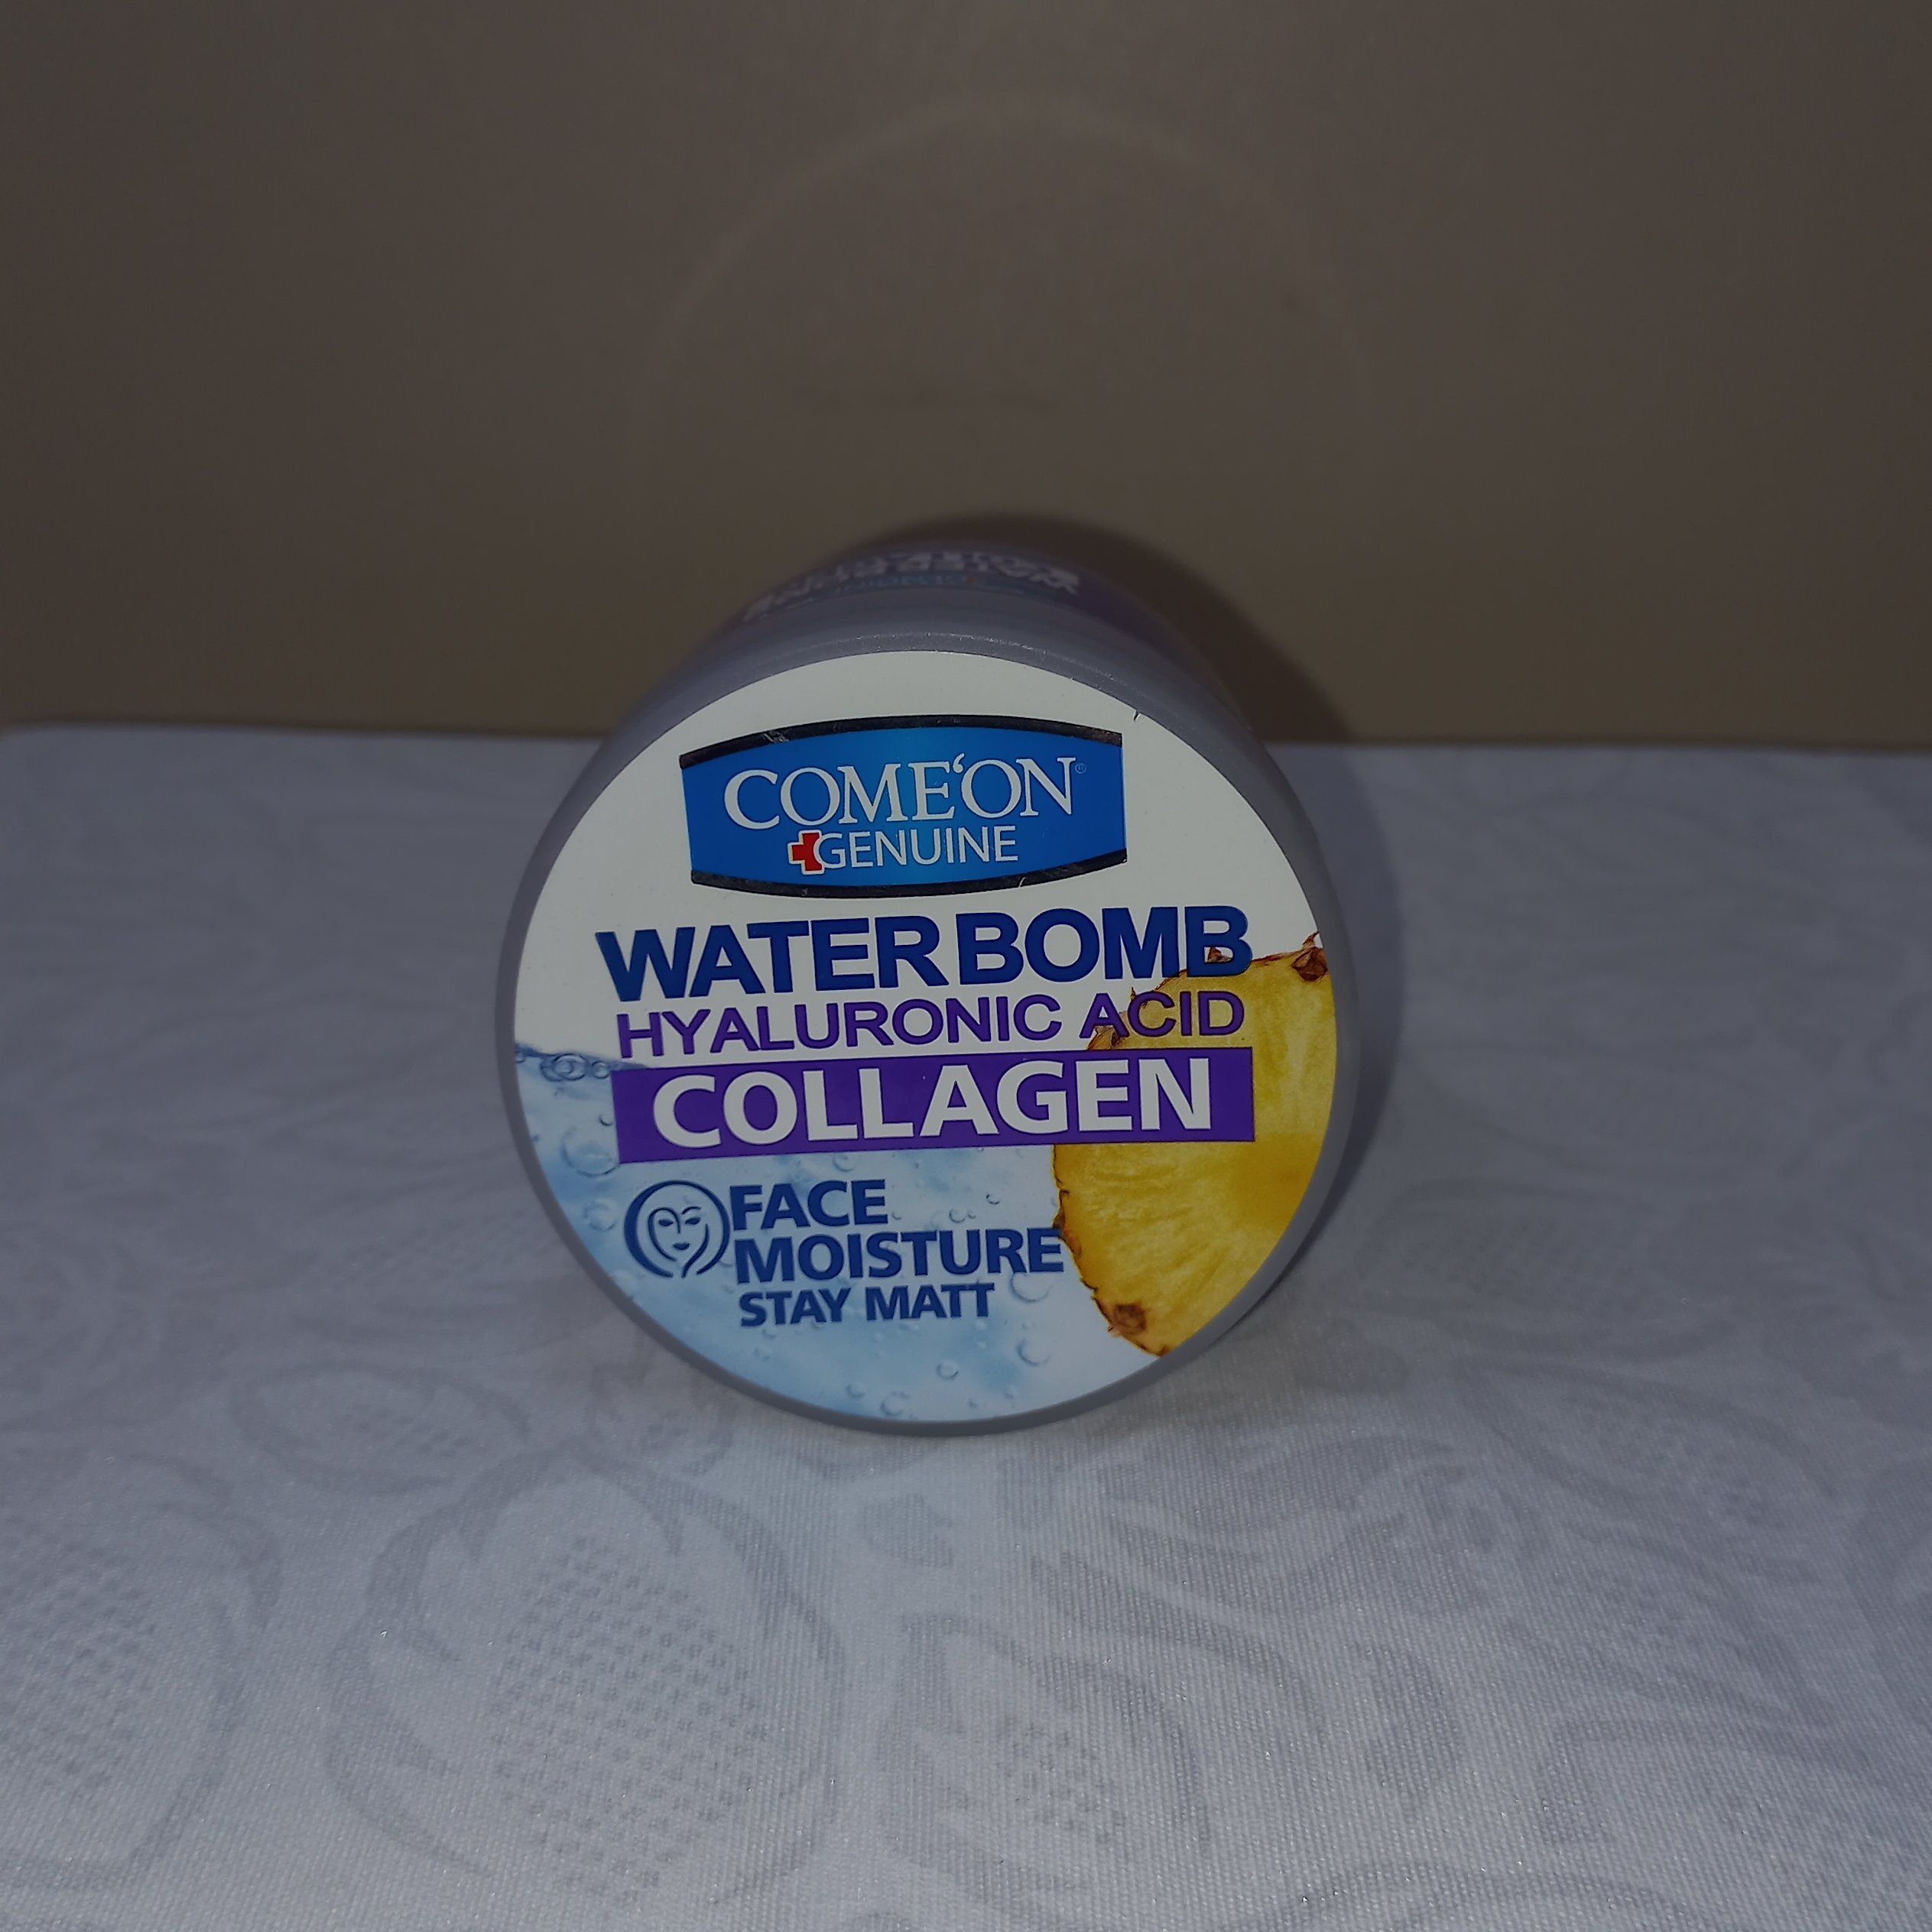 COME'ON®
GENUINE
WATER BOMB
HYALURONIC ACID
COLLAGEN
FACE
MOISTURE
STAY MATT